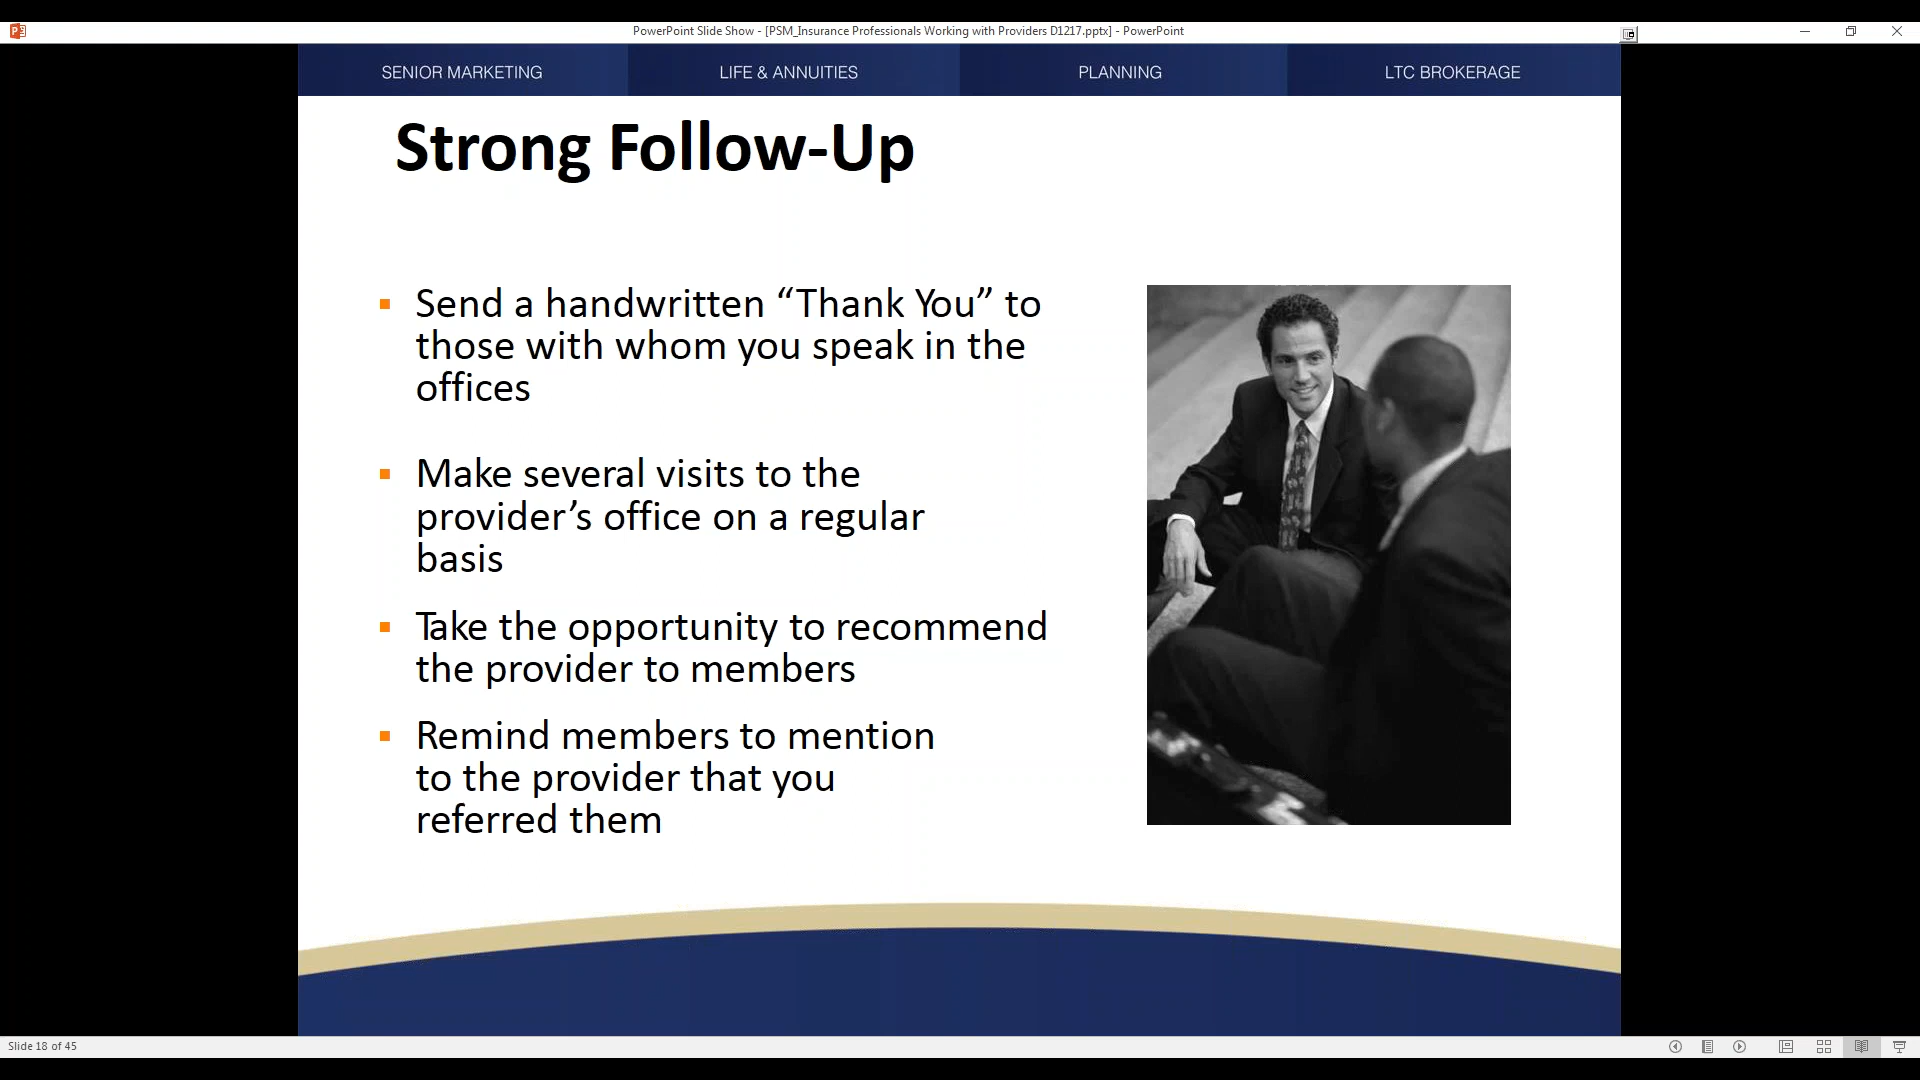 PowerPoint Slide Show - [PSM_Insurance Professionals Working with Providers D1217.pptx] - PowerPoint
SENIOR MARKETING
LIFE & ANNUITIES
PLANNING
LTC BROKERAGE
Strong Follow-Up
Send a handwritten “Thank You” to
those with whom you speak in the
offices
Make several visits to the
provider’s office on a regular
basis
Take the opportunity to recommend
the provider to members
Remind members to mention
to the provider that you
referred them
Slide 18 of 45